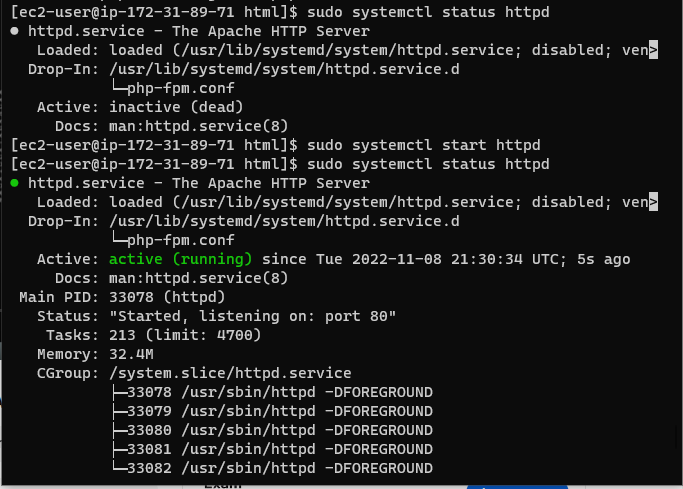 [ec2-user@ip-172-31-89-71 html]$ sudo systemctl status httpd
● httpd.service - The Apache HTTP Server
Loaded: loaded (/usr/lib/systemd/system/httpd.service; disabled; ven>
Drop-In: /usr/lib/systemd/system/httpd.service.d
└─php-fpm.conf
Active: inactive (dead)
Docs: man:httpd.service(8)
[ec2-user@ip-172-31-89-71 html]$ sudo systemctl start httpd
[ec2-user@ip-172-31-89-71 html]$ sudo systemctl status httpd
● httpd.service - The Apache HTTP Server
Loaded: loaded (/usr/lib/systemd/system/httpd.service; disabled; ven>
Drop-In: /usr/lib/systemd/system/httpd.service.d
└─php-fpm.conf
Active: active (running) since Tue 2022-11-08 21:30:34 UTC; 5s ago
Docs: man:httpd.service(8)
Main PID: 33078 (httpd)
Status: "Started, listening on: port 80"
Tasks: 213 (limit: 4700)
Memory: 32.4M
CGroup: /system.slice/httpd.service
├─33078 /usr/sbin/httpd -DFOREGROUND
├─33079 /usr/sbin/httpd -DFOREGROUND
├─33080 /usr/sbin/httpd -DFOREGROUND
├─33081 /usr/sbin/httpd -DFOREGROUND
└─33082 /usr/sbin/httpd -DFOREGROUND